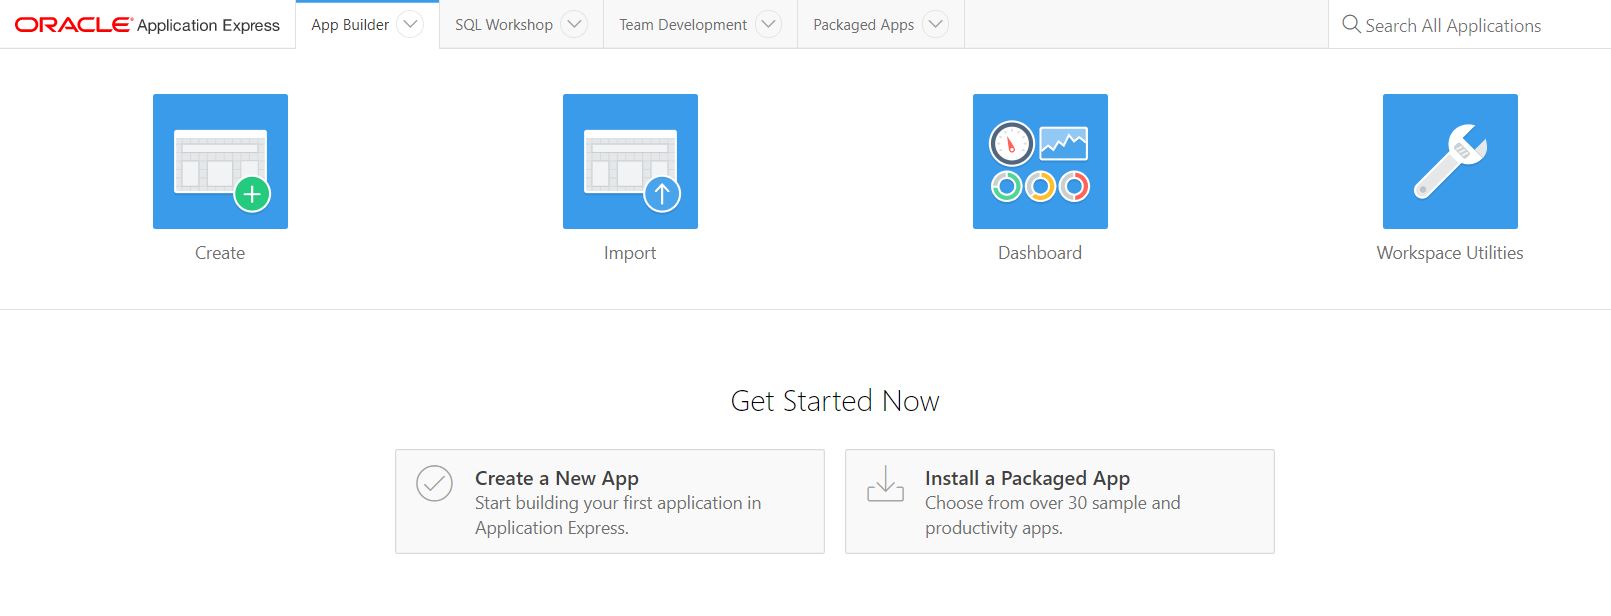 ORACLE Application Express App Builder SQL Workshop Team Development Packaged Apps Search All Applications
Create Import Dashboard Workspace Utilities
Get Started Now
Create a New App
Start building your first application in
Application Express.
Install a Packaged App
Choose from over 30 sample and
productivity apps.